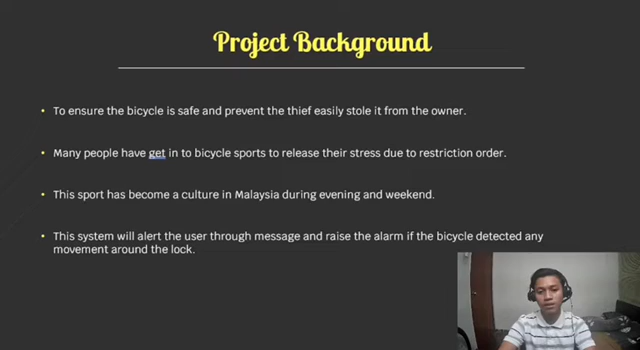 Project Background
To ensure the bicycle is safe and prevent the thief easily stole it from the owner.
Many people have get in to bicycle sports to release their stress due to restriction order.
This sport has become a culture in Malaysia during evening and weekend.
This system will alert the user through message and raise the alarm if the bicycle detected any
movement around the lock.